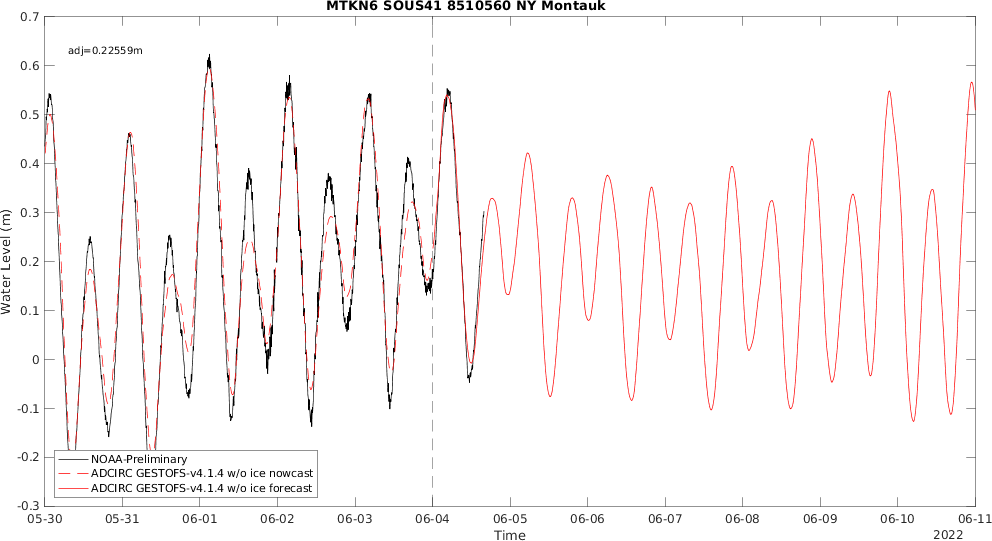 MTKN6 SOUS41 8510560 NY Montauk
adj=0.22559m
Water Level (m)
0.7
0.6
0.5
0.4
0.3
0.2
0.1
0
-0.1
-0.2
-0.3
NOAA-Preliminary
ADCIRC GESTOFS-v4.1.4 w/o ice nowcast
ADCIRC GESTOFS-v4.1.4 w/o ice forecast
05-30 05-31 06-01 06-02 06-03 06-04 06-05 06-06 06-07 06-08 06-09 06-10 06-11
Time
2022